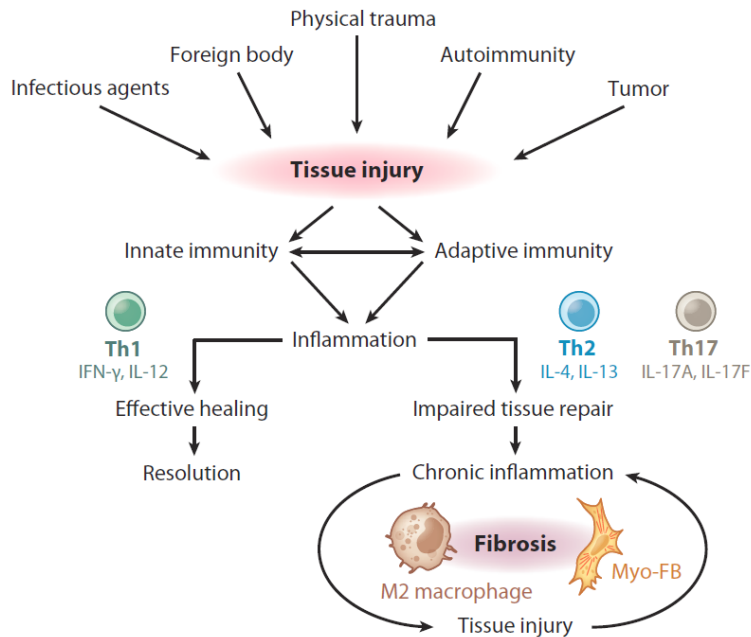 Physical trauma
Foreign body
Autoimmunity
Infectious agents
Tumor
Tissue injury
Innate immunity
Adaptive immunity
Th1
IFN-γ, IL-12
Inflammation
Th2
IL-4, IL-13
Th17
IL-17A, IL-17F
Effective healing
Impaired tissue repair
Resolution
Chronic inflammation
Fibrosis
M2 macrophage
Myo-FB
Tissue injury